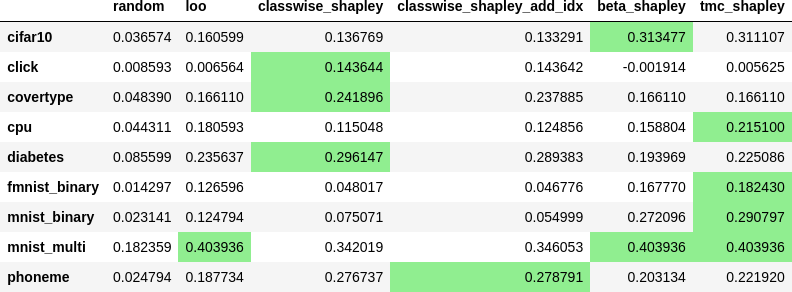 random loo classwise_shapley classwise_shapley_add_idx beta_shapley tmc_shapley
cifar10 0.036574 0.160599 0.136769 0.133291 0.313477 0.311107
click 0.008593 0.006564 0.143644 0.143642 -0.001914 0.005625
covertype 0.048390 0.166110 0.241896 0.237885 0.166110 0.166110
cpu 0.044311 0.180593 0.115048 0.124856 0.158804 0.215100
diabetes 0.085599 0.235637 0.296147 0.289383 0.193969 0.225086
fmnist_binary 0.014297 0.126596 0.048017 0.046776 0.167770 0.182430
mnist_binary 0.023141 0.124794 0.075071 0.054999 0.272096 0.290797
mnist_multi 0.182359 0.403936 0.342019 0.346053 0.403936 0.403936
phoneme 0.024794 0.187734 0.276737 0.278791 0.203134 0.221920